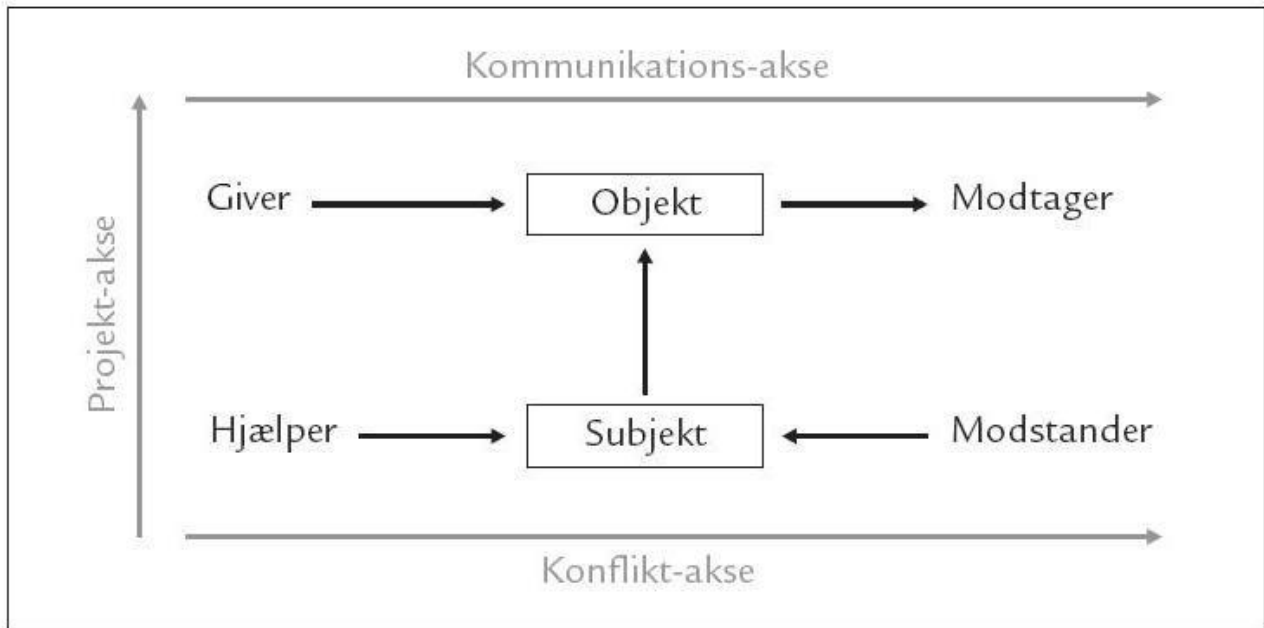 Kommunikations-akse
Giver Objekt Modtager
Projekt-akse
Hjælper Subjekt Modstander
Konflikt-akse